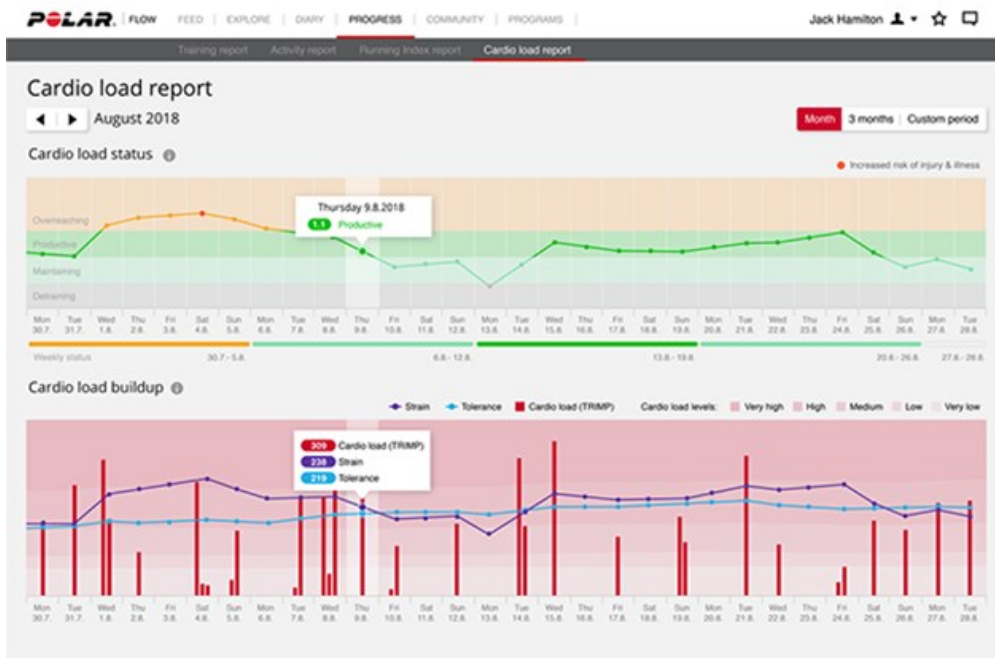 POLAR. FLOW FEED EXPLORE DIARY PROGRESS COMMUNITY PROGRAMS Jack Hamilton
Training report Activity report Running Index report Cardio load report
Cardio load report
August 2018
Month 3 months Custom period
Cardio load status
Increased risk of injury & illness
Thursday 9.8.2018
1.1 Productive
Overreaching
Productive
Maintaining
Detraining
Mon Tue Wed Thu Fri Sat Sun Mon Tue Wed Thu Fri Sat Sun Mon Tue Wed Thu Fri Sat Sun Mon Tue Wed Thu Fri Sat Sun Mon Tue
30.7. 31.7. 1.8. 2.8. 3.8. 4.8. 5.8. 6.8. 7.8. 8.8. 9.8. 10.8. 11.8. 12.8. 13.8. 14.8. 15.8. 16.8. 17.8. 18.8. 19.8. 20.8. 21.8. 22.8. 23.8. 24.8. 25.8. 26.8. 27.8. 28.8.
Weekly status 30.7.- 5.8. 6.8.- 12.8. 13.8.- 19.8. 20.8.- 26.8. 27.8.- 28.8.
Cardio load buildup
Strain Tolerance Cardio load (TRIMP) Cardio load levels: Very high High Medium Low Very low
309 Cardio load (TRIMP)
238 Strain
219 Tolerance
Mon Tue Wed Thu Fri Sat Sun Mon Tue Wed Thu Fri Sat Sun Mon Tue Wed Thu Fri Sat Sun Mon Tue Wed Thu Fri Sat Sun Mon Tue
30.7. 31.7. 1.8. 2.8. 3.8. 4.8. 5.8. 6.8. 7.8. 8.8. 9.8. 10.8. 11.8. 12.8. 13.8. 14.8. 15.8. 16.8. 17.8. 18.8. 19.8. 20.8. 21.8. 22.8. 23.8. 24.8. 25.8. 26.8. 27.8. 28.8.